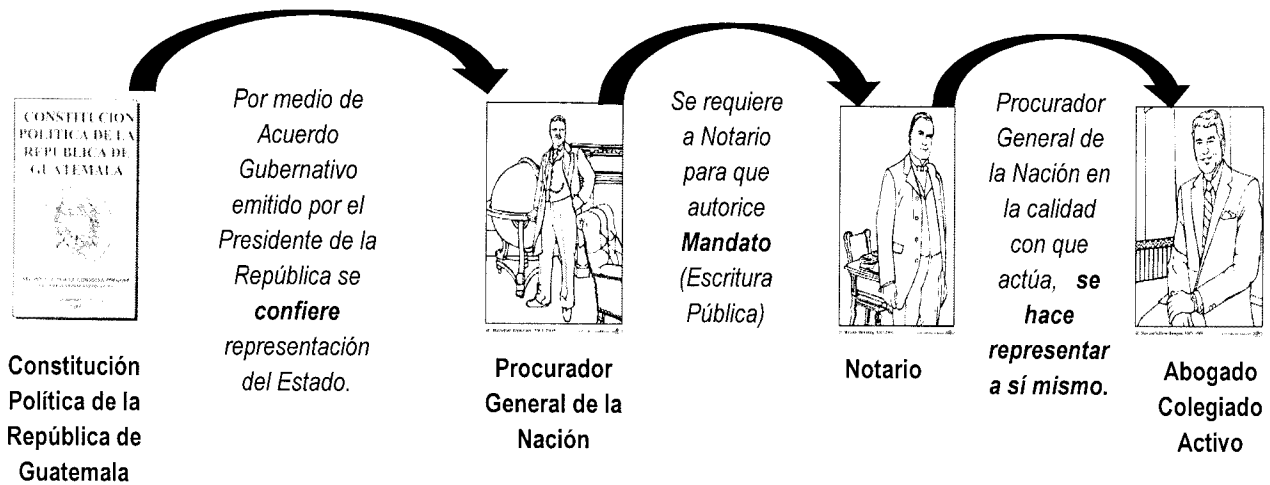 CONSTITUCION
POLITICA DE LA
REPUBLICA DE
GUATEMALA
Constitución
Política de la
República de
Guatemala
Por medio de
Acuerdo
Gubernativo
emitido por el
Presidente de la
República se
confiere
representación
del Estado.
Procurador
General de la
Nación
Se requiere
a Notario
para que
autorice
Mandato
(Escritura
Pública)
Notario
Procurador
General de
la Nación en
la calidad
con que
actúa, se
hace
representar
a sí mismo.
Abogado
Colegiado
Activo